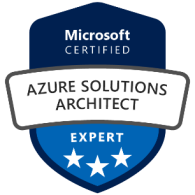 Microsoft
CERTIFIED
AZURE SOLUTIONS
ARCHITECT
EXPERT